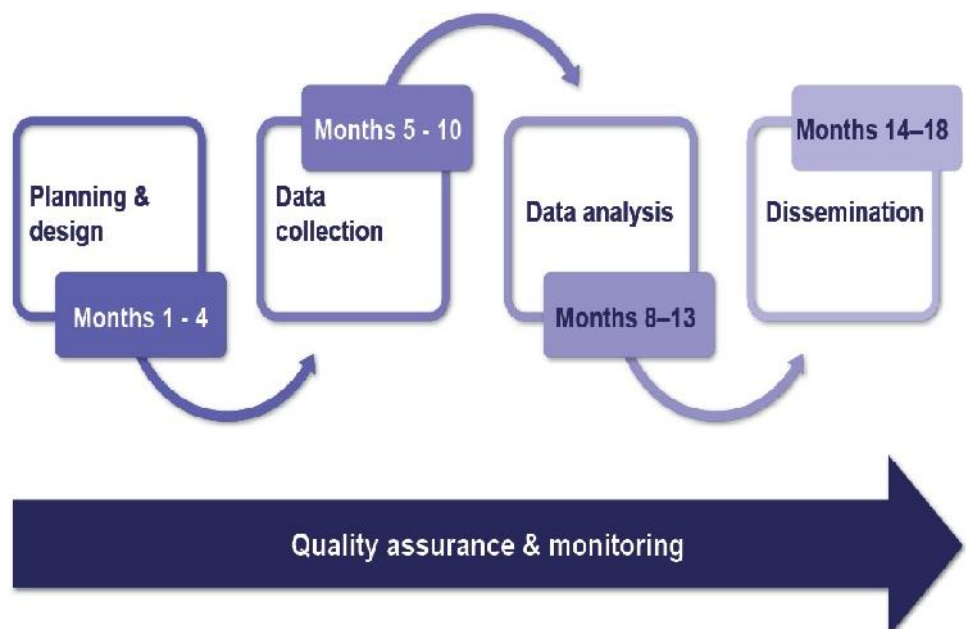 Planning &
design
Months 1 - 4
Months 5 - 10
Data
collection
Data analysis
Months 8–13
Months 14–18
Dissemination
Quality assurance & monitoring